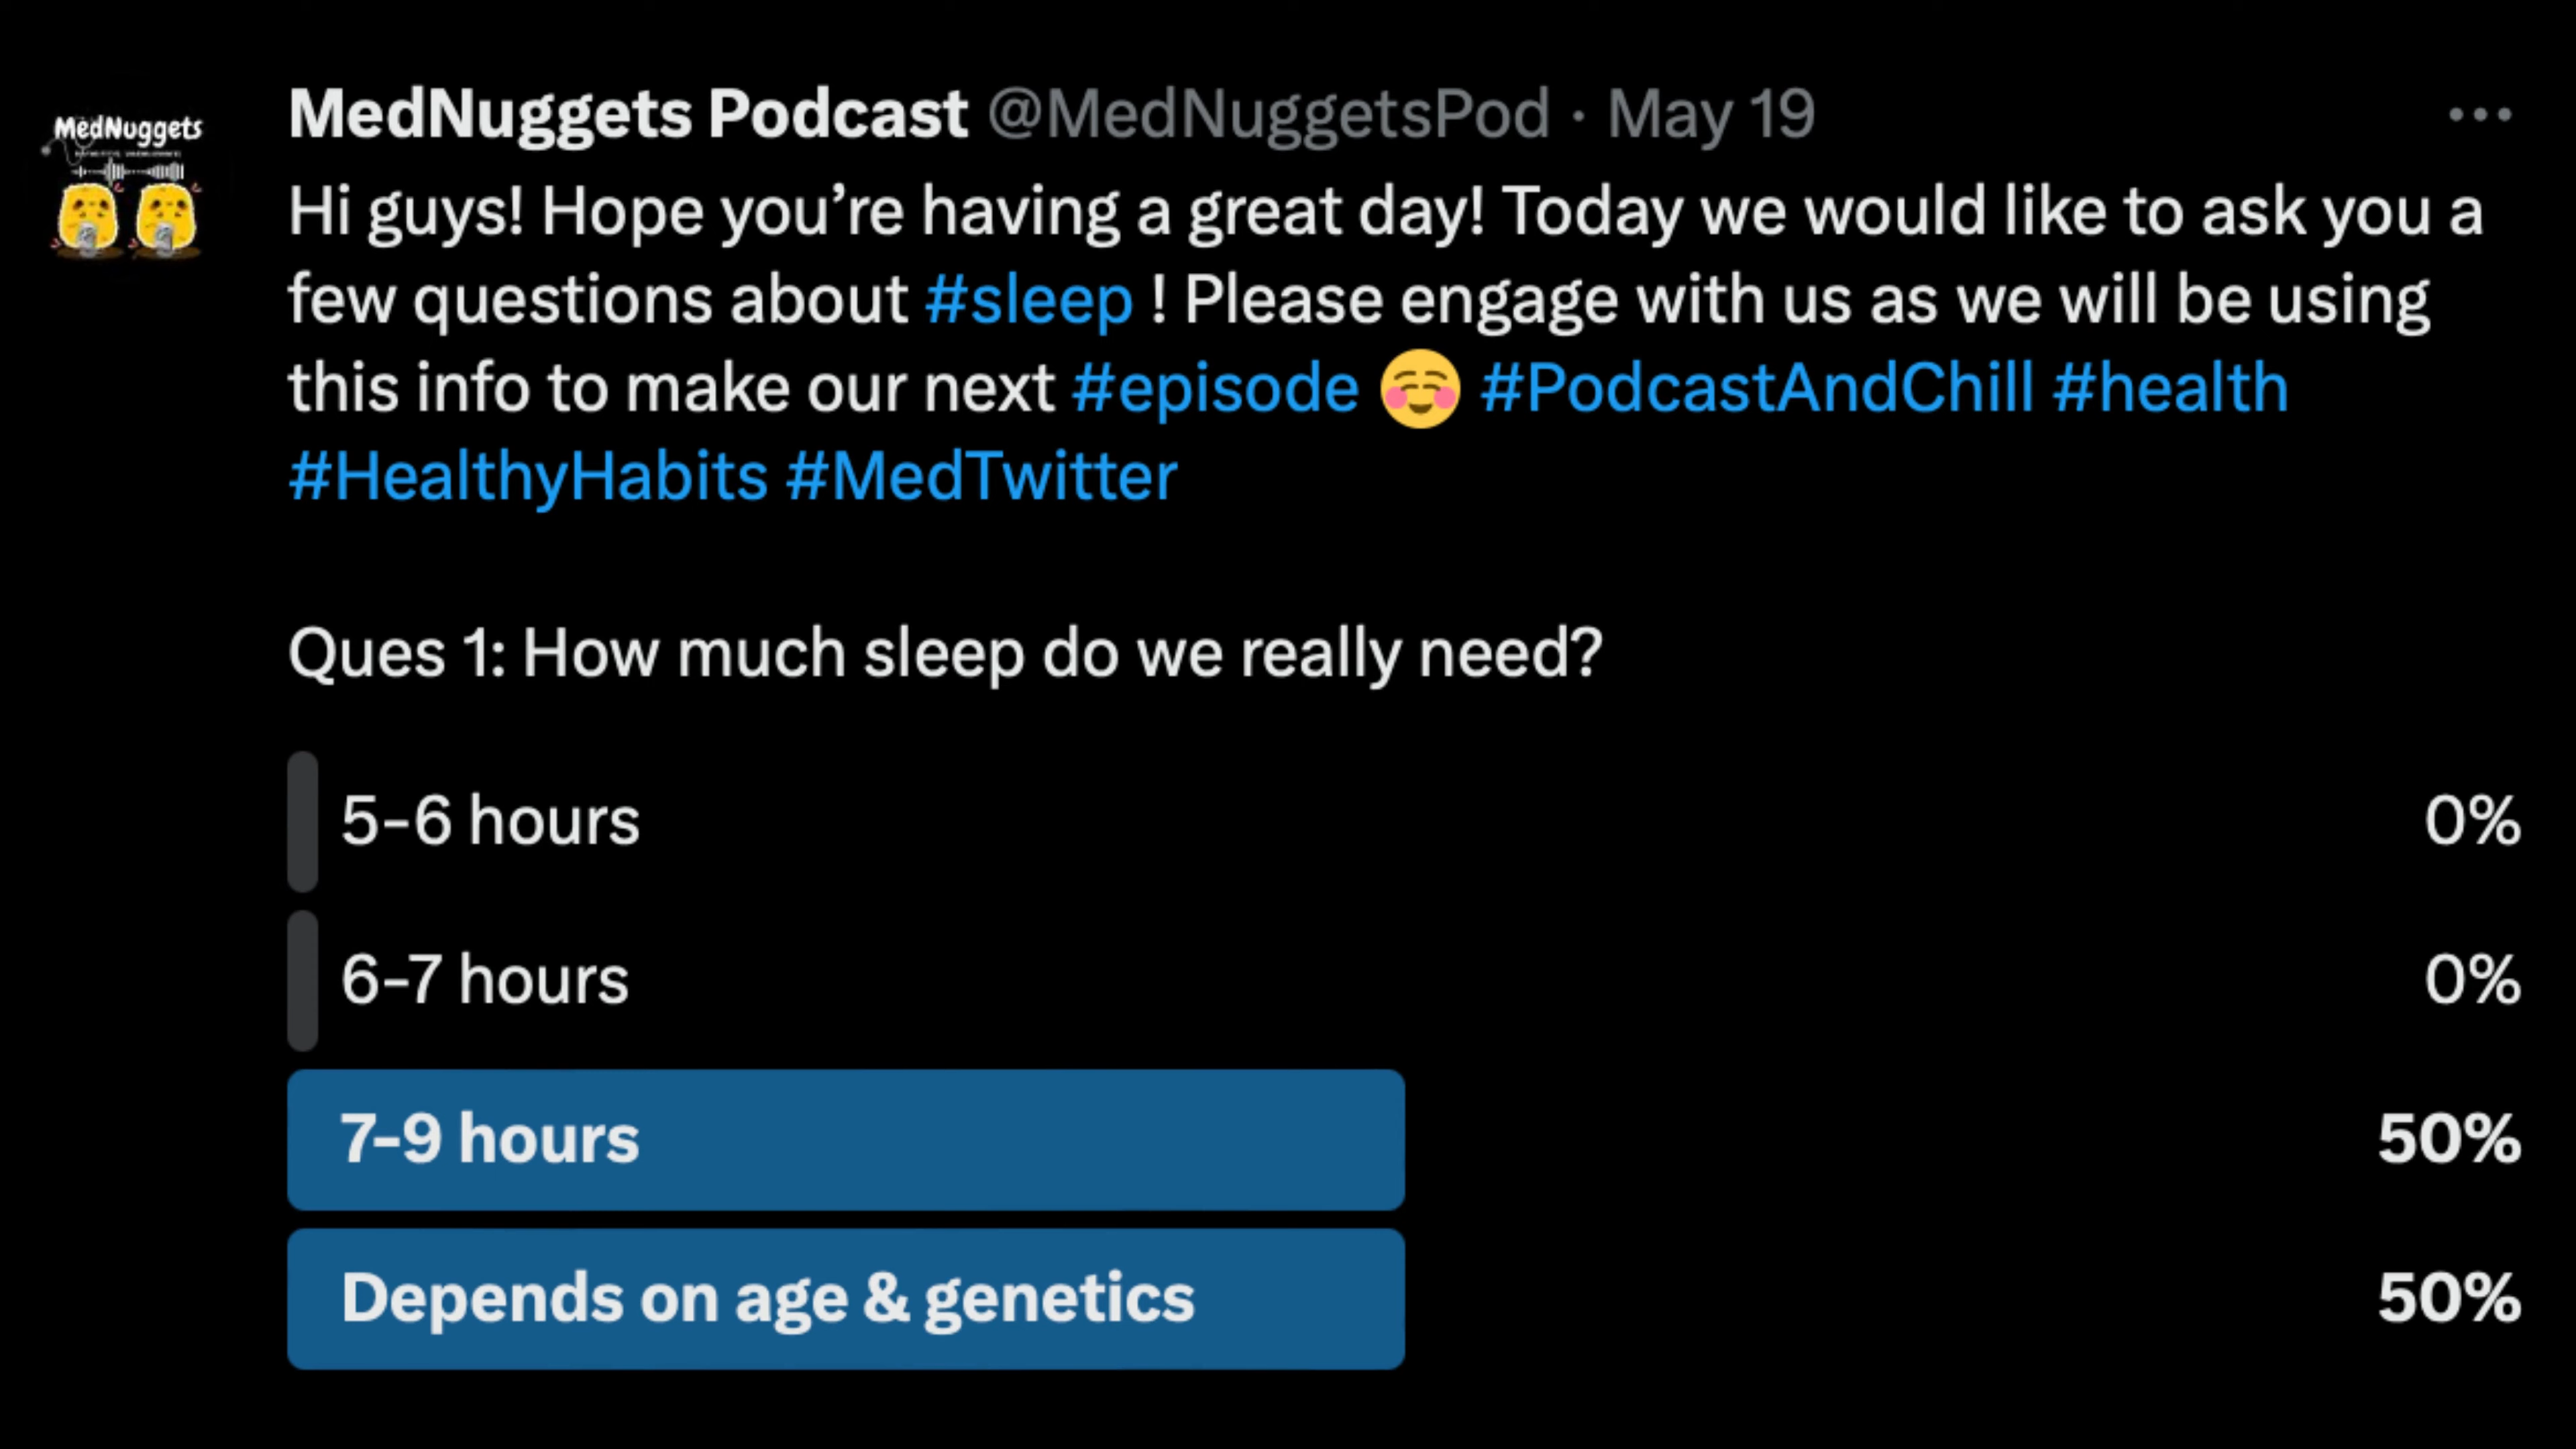 MedNuggets
MedNuggets Podcast @MedNuggetsPod · May 19
Hi guys! Hope you're having a great day! Today we would like to ask you a
few questions about #sleep ! Please engage with us as we will be using
this info to make our next #episode ☺️ #PodcastAndChill #health
#HealthyHabits #MedTwitter
Ques 1: How much sleep do we really need?
5-6 hours 0%
6-7 hours 0%
7-9 hours 50%
Depends on age & genetics 50%